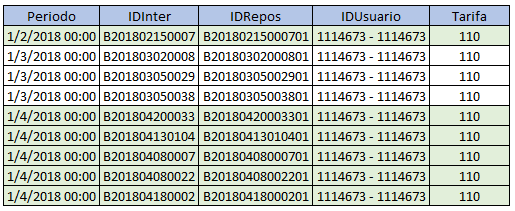 Periodo IDInter IDRepos IDUsuario Tarifa
1/2/2018 00:00 B201802150007 B20180215000701 1114673 - 1114673 110
1/3/2018 00:00 B201803020008 B20180302000801 1114673 - 1114673 110
1/3/2018 00:00 B201803050029 B20180305002901 1114673 - 1114673 110
1/3/2018 00:00 B201803050038 B20180305003801 1114673 - 1114673 110
1/4/2018 00:00 B201804200033 B20180420003301 1114673 - 1114673 110
1/4/2018 00:00 B201804130104 B20180413010401 1114673 - 1114673 110
1/4/2018 00:00 B201804080007 B20180408000701 1114673 - 1114673 110
1/4/2018 00:00 B201804080022 B20180408002201 1114673 - 1114673 110
1/4/2018 00:00 B201804180002 B20180418000201 1114673 - 1114673 110